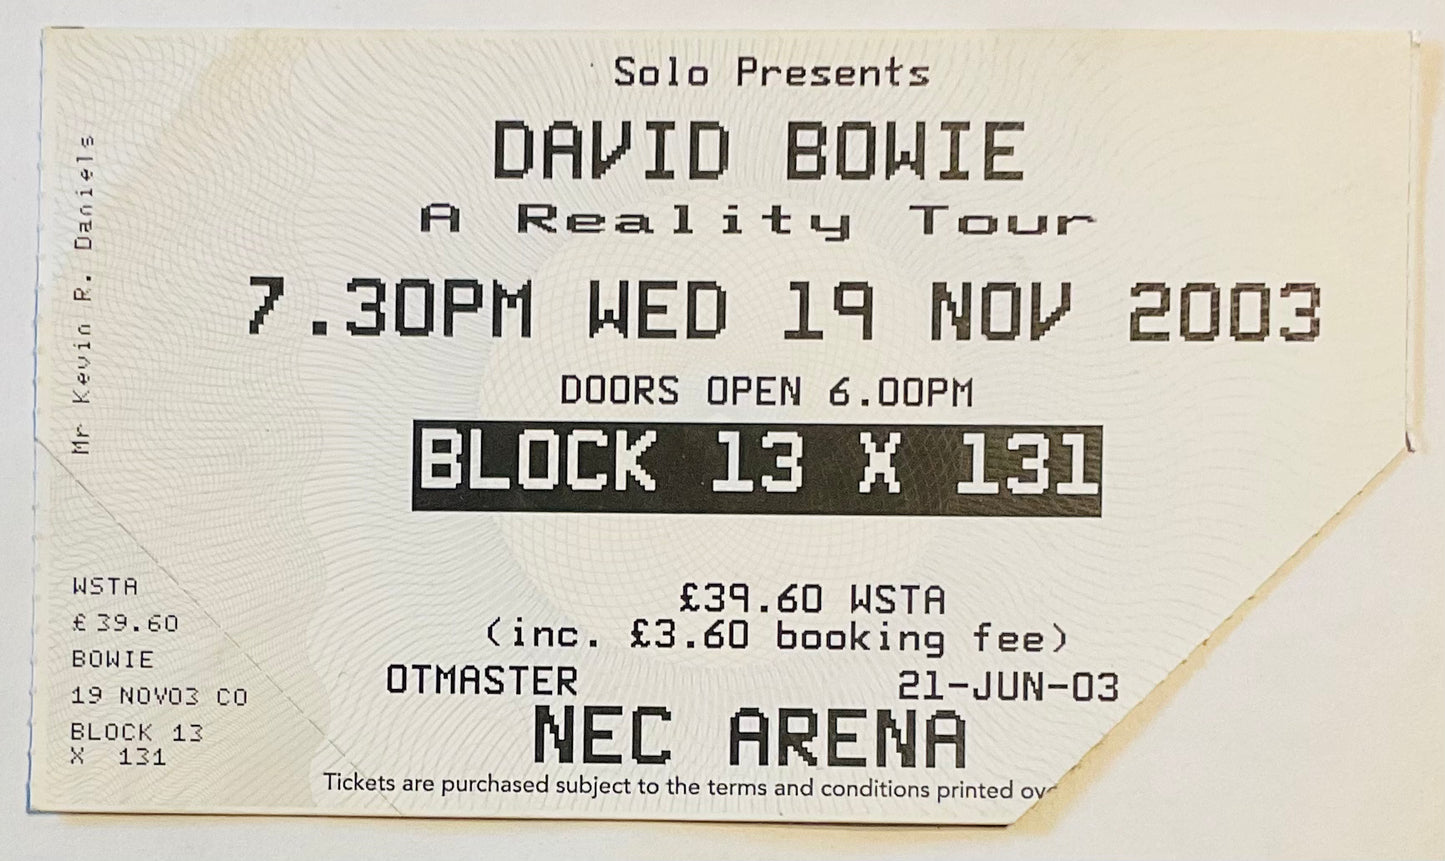 Solo Presents
DAVID BOWIE
A Reality Tour
7.30PM WED 19 NOV 2003
DOORS OPEN 6.00PM
BLOCK 13 X 131
£39.60 WSTA
(inc. £3.60 booking fee)
OTMASTER 21-JUN-03
NEC ARENA
Tickets are purchased subject to the terms and conditions printed ov
Mr Kevin R. Daniels
WSTA
£39.60
BOWIE
19 NOV03 CO
BLOCK 13
X 131